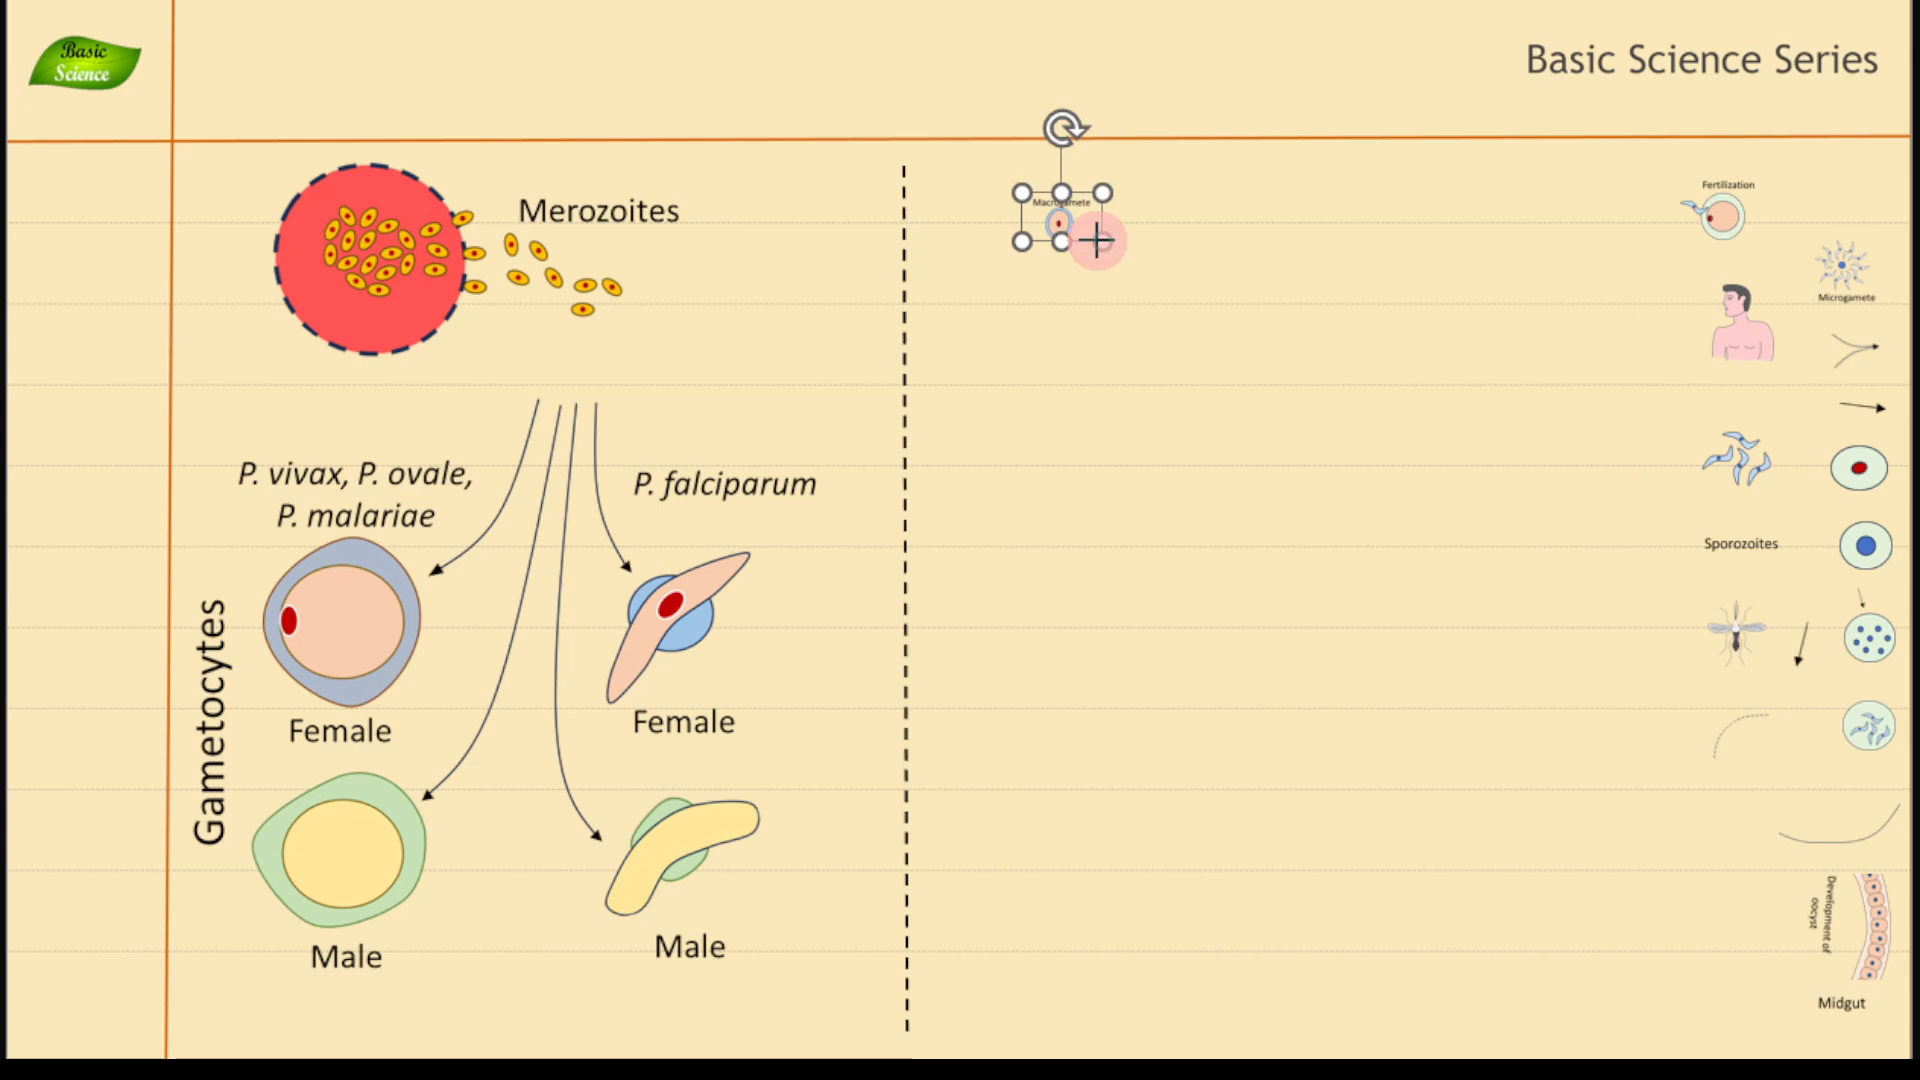 Basic
Science
Basic Science Series
Merozoites
Macrogamete
Fertilization
Microgamete
P. vivax, P. ovale,
P. malariae
P. falciparum
Sporozoites
Gametocytes
Female
Female
Male
Male
Development of
oocyst
Midgut